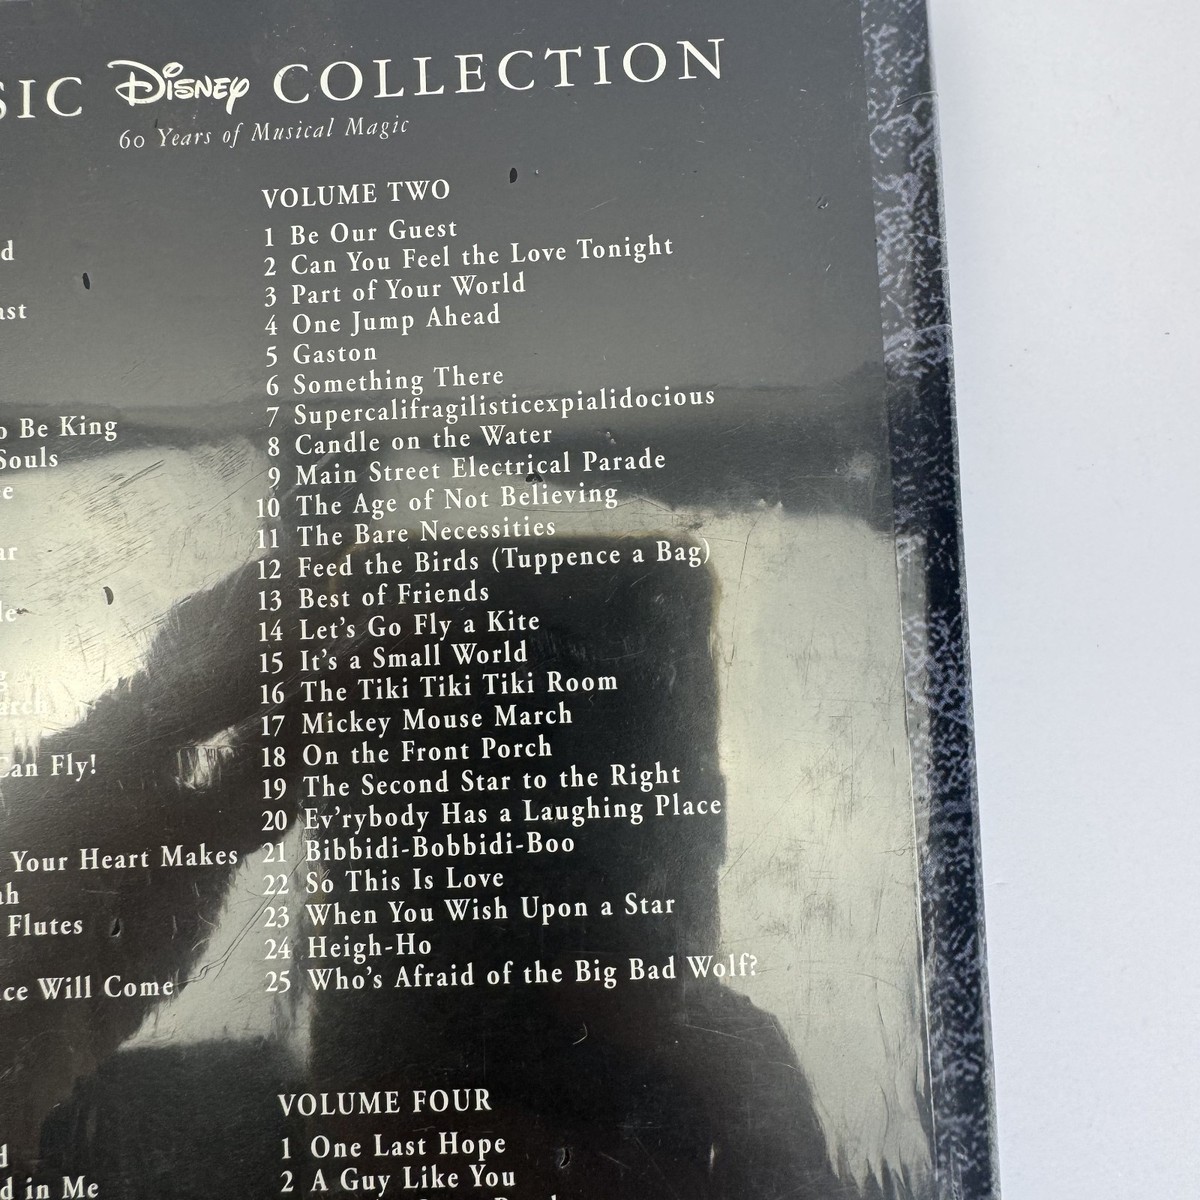 SIC Disney COLLECTION
60 Years of Musical Magic
d
ast
o Be King
Souls
e
ar
le
g
arch
Can Fly!
Your Heart Makes
ah
Flutes
ce Will Come
VOLUME TWO
1 Be Our Guest
2 Can You Feel the Love Tonight
3 Part of Your World
4 One Jump Ahead
5 Gaston
6 Something There
7 Supercalifragilisticexpialidocious
8 Candle on the Water
9 Main Street Electrical Parade
10 The Age of Not Believing
11 The Bare Necessities
12 Feed the Birds (Tuppence a Bag)
13 Best of Friends
14 Let's Go Fly a Kite
15 It's a Small World
16 The Tiki Tiki Tiki Room
17 Mickey Mouse March
18 On the Front Porch
19 The Second Star to the Right
20 Ev'rybody Has a Laughing Place
21 Bibbidi-Bobbidi-Boo
22 So This Is Love
23 When You Wish Upon a Star
24 Heigh-Ho
25 Who's Afraid of the Big Bad Wolf?
d
d in Me
VOLUME FOUR
1 One Last Hope
2 A Guy Like You